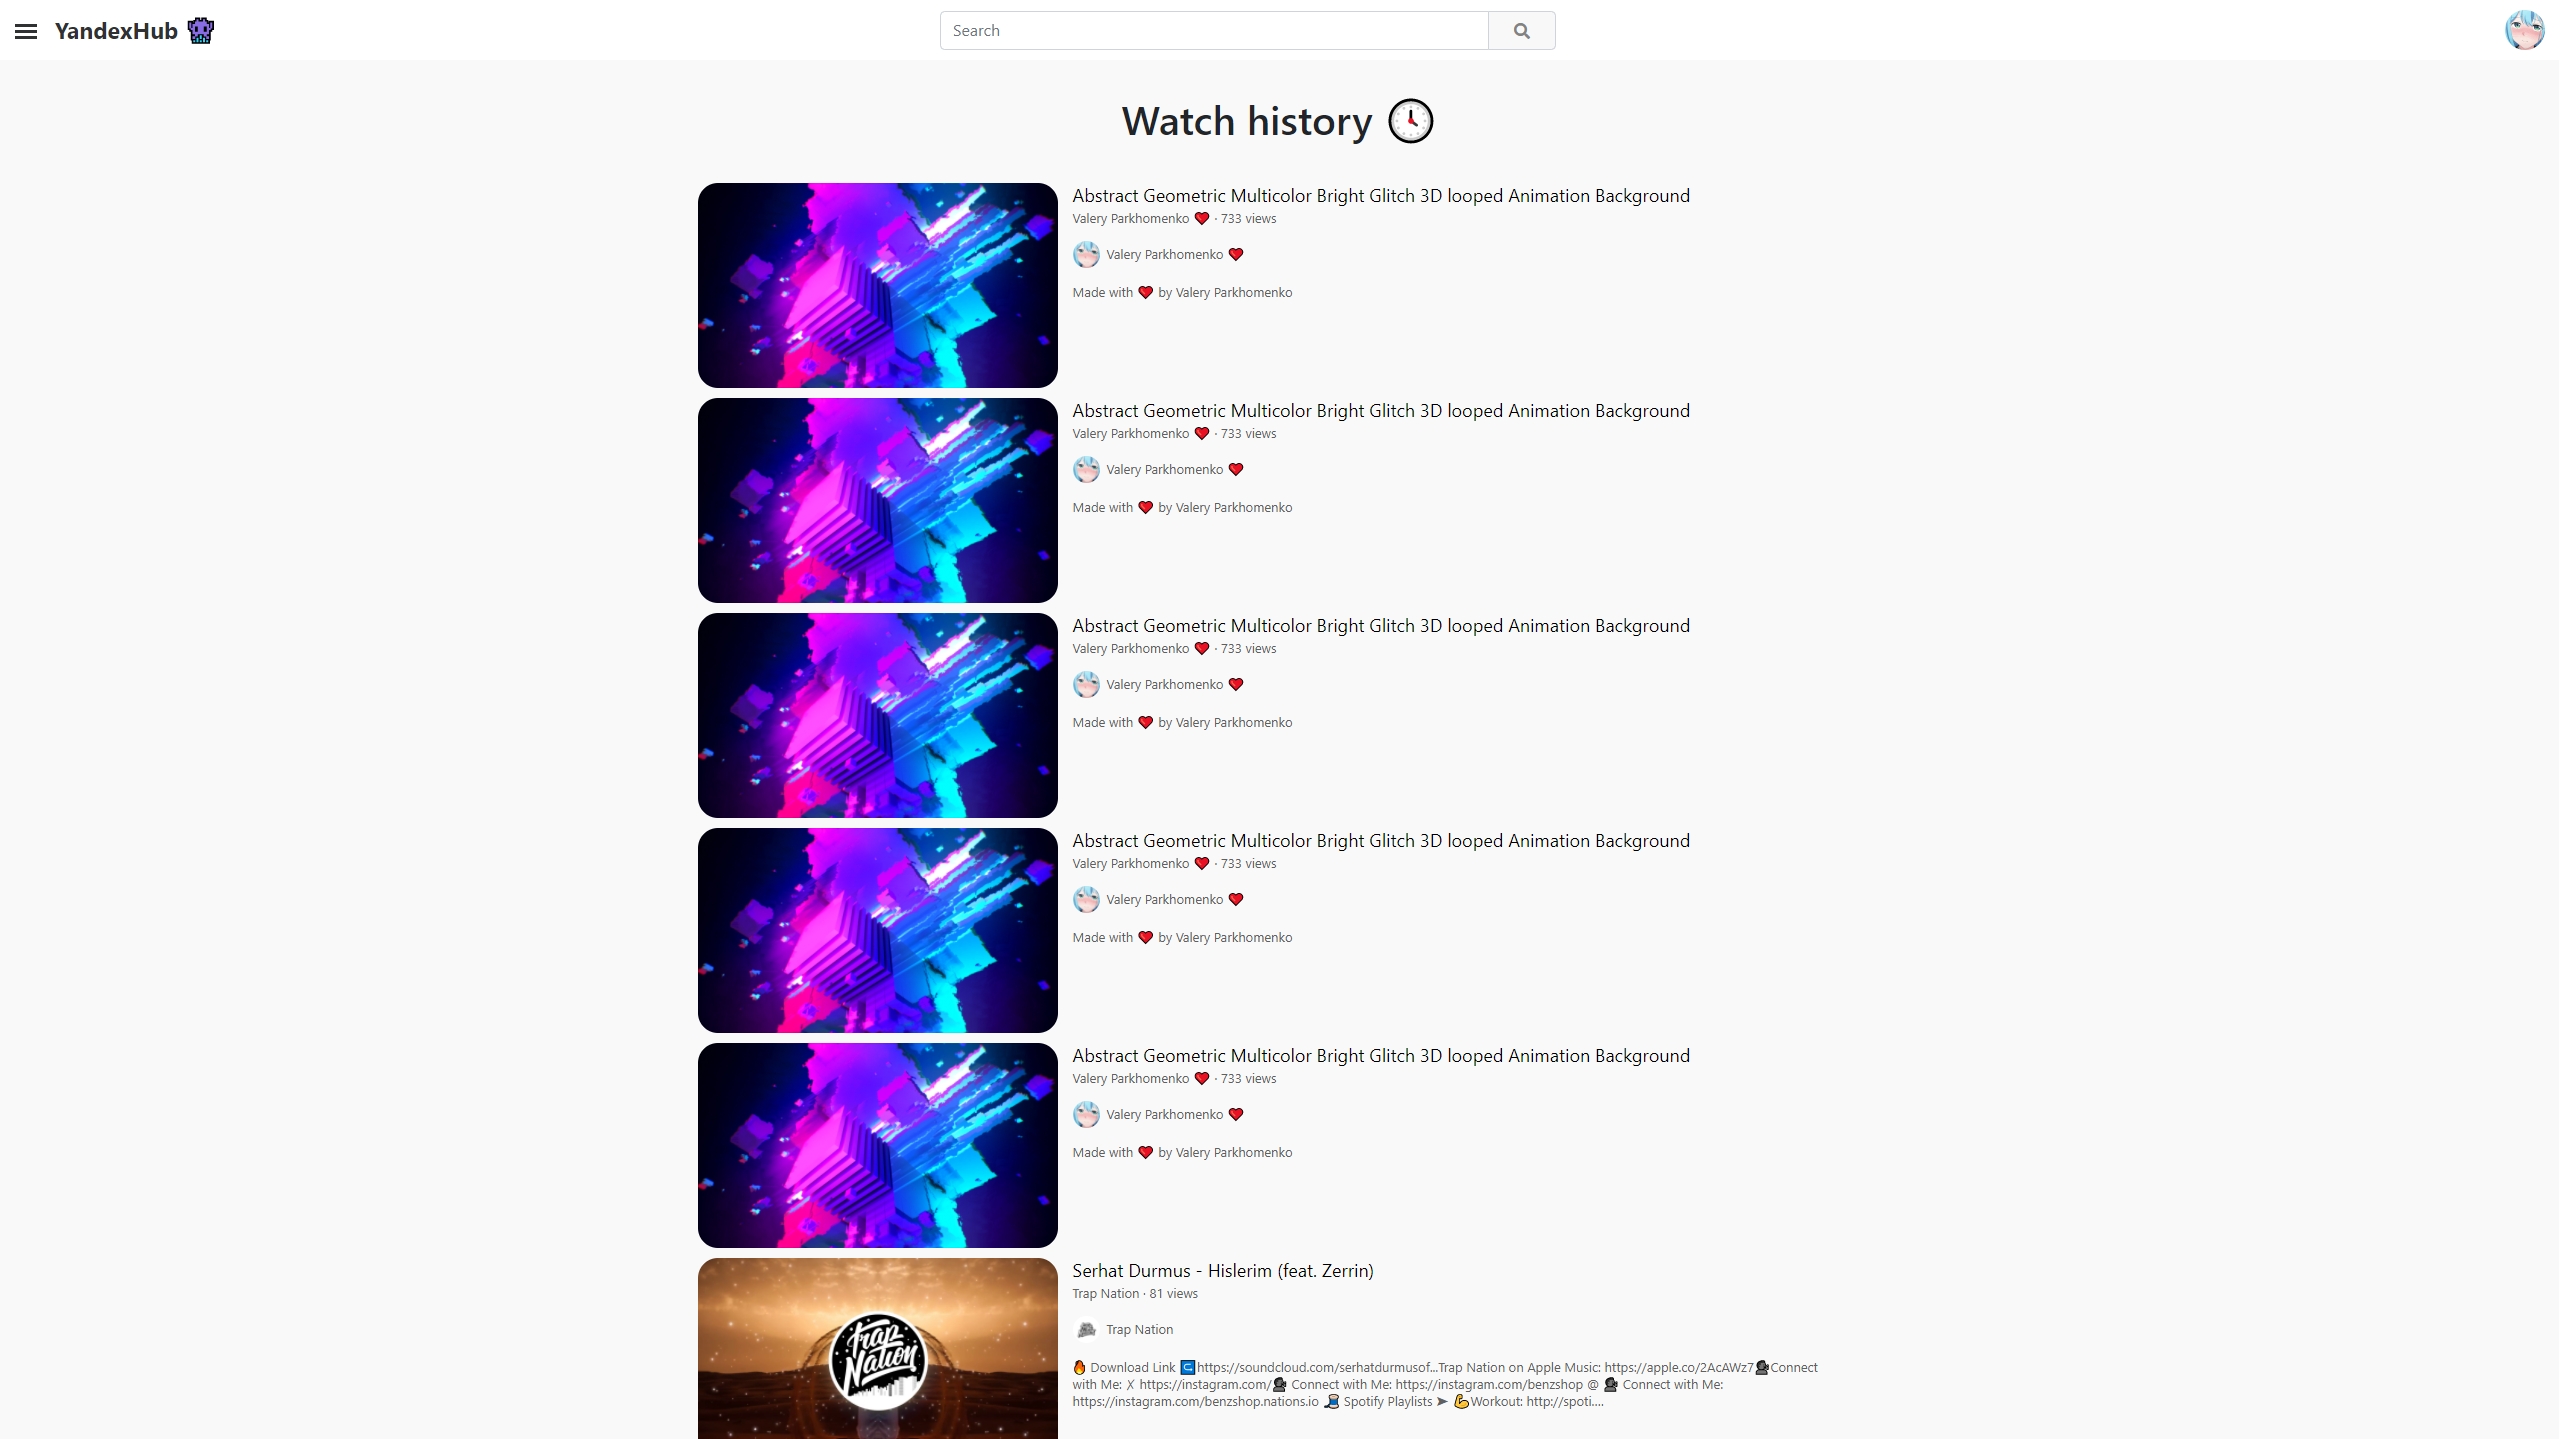 YandexHub
Search
Watch history
Abstract Geometric Multicolor Bright Glitch 3D looped Animation Background
Valery Parkhomenko ❤ · 733 views
Valery Parkhomenko ❤
Made with ❤ by Valery Parkhomenko
Abstract Geometric Multicolor Bright Glitch 3D looped Animation Background
Valery Parkhomenko ❤ · 733 views
Valery Parkhomenko ❤
Made with ❤ by Valery Parkhomenko
Abstract Geometric Multicolor Bright Glitch 3D looped Animation Background
Valery Parkhomenko ❤ · 733 views
Valery Parkhomenko ❤
Made with ❤ by Valery Parkhomenko
Abstract Geometric Multicolor Bright Glitch 3D looped Animation Background
Valery Parkhomenko ❤ · 733 views
Valery Parkhomenko ❤
Made with ❤ by Valery Parkhomenko
Abstract Geometric Multicolor Bright Glitch 3D looped Animation Background
Valery Parkhomenko ❤ · 733 views
Valery Parkhomenko ❤
Made with ❤ by Valery Parkhomenko
Trap
Nation
Serhat Durmus - Hislerim (feat. Zerrin)
Trap Nation · 81 views
Trap Nation
🔥 Download Link ↪https://soundcloud.com/serhatdurmusof...Trap Nation on Apple Music: https://apple.co/2AcAWz7👤Connect
with Me: X https://instagram.com/👤 Connect with Me: https://instagram.com/benzshop @ 👤 Connect with Me:
https://instagram.com/benzshop.nations.io 🧵 Spotify Playlists ➤ 💪Workout: http://spoti....